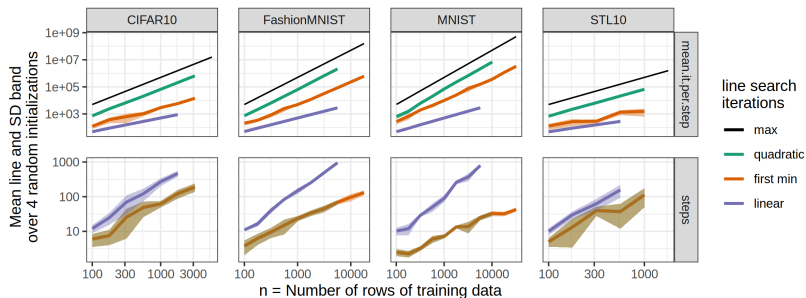 CIFAR10
FashionMNIST
MNIST
STL10
Mean line and SD band
over 4 random initializations
1e+09
1e+07
1e+05
1e+03
mean.it.per.step
1000
100
10
steps
100 300 1000 3000
100 1000 10000
100 1000 10000
100 300 1000
n = Number of rows of training data
line search
iterations
max
quadratic
first min
linear